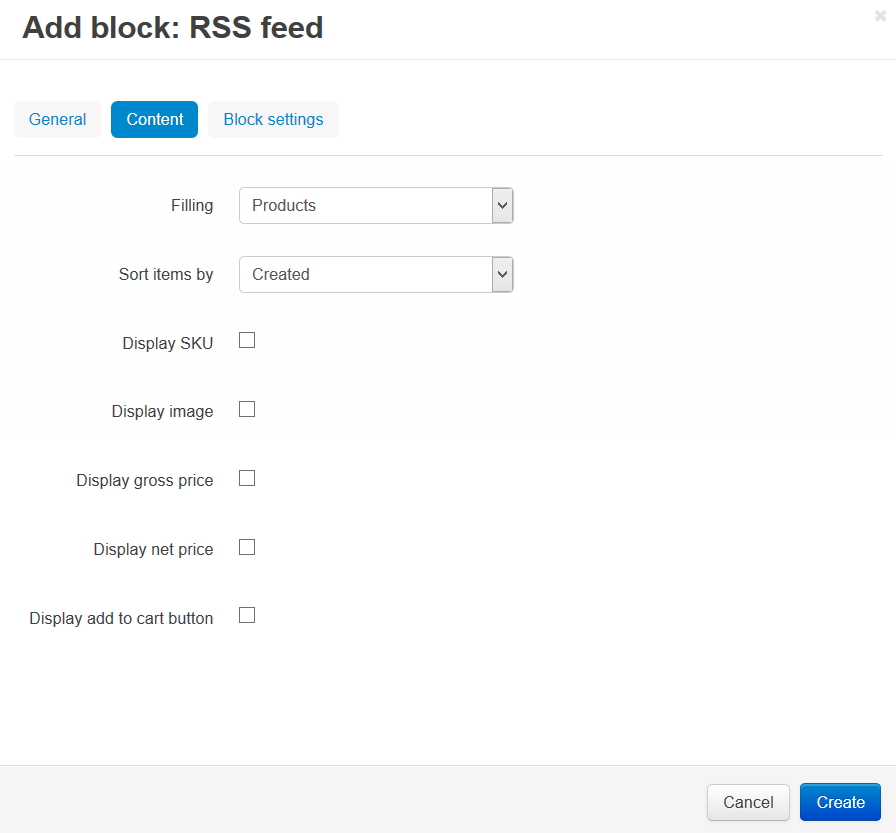 Add block: RSS feed
General Content Block settings
Filling Products
Sort items by Created
Display SKU
Display image
Display gross price
Display net price
Display add to cart button
Cancel Create